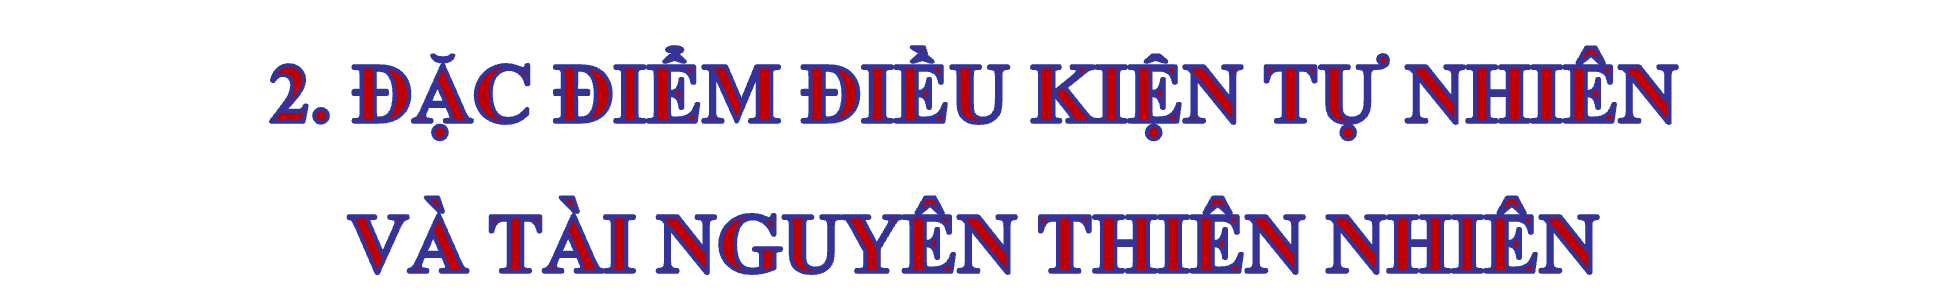 2. ĐẶC ĐIỂM ĐIỀU KIỆN TỰ NHIÊN
VÀ TÀI NGUYÊN THIÊN NHIÊN